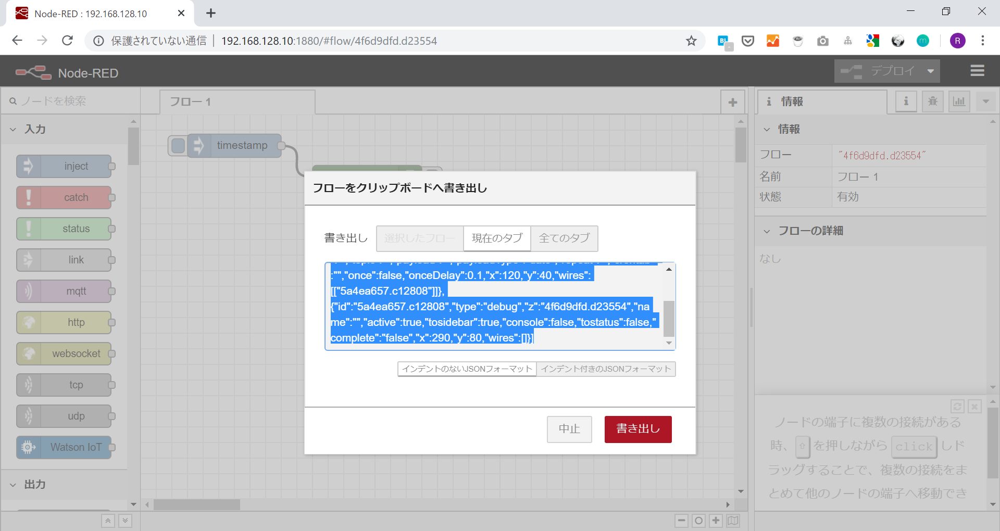 Node-RED : 192.168.128.10
保護されていない通信 192.168.128.10:1880/#flow/4f6d9dfd.d23554
R
Node-RED
デプロイ
ノードを検索
入力
inject
catch
status
link
mqtt
http
websocket
tcp
udp
Watson IoT
出力
フロー 1
timestamp
フローをクリップボードへ書き出し
書き出し 選択したフロー 現在のタブ 全てのタブ
:"","once":false,"onceDelay":0.1,"x":120,"y":40,"wires":
[["5a4ea657.c12808"]]},
{"id":"5a4ea657.c12808","type":"debug","z":"4f6d9dfd.d23554","na
me":"","active":true,"tosidebar":true,"console":false,"tostatus":false,"
complete":"false","x":290,"y":80,"wires":[]}]
インデントのないJSONフォーマット インデント付きのJSONフォーマット
中止 書き出し
情報
情報
フロー "4f6d9dfd.d23554"
名前 フロー 1
状態 有効
フローの詳細
なし
ノードの端子に複数の接続がある
時、⇧を押しながら click しド
ラッグすることで、複数の接続をま
とめて他のノードの端子へ移動でき